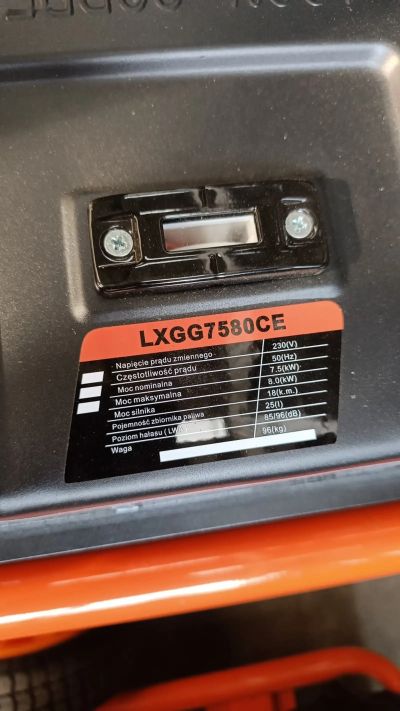 LXGG7580CE
Napięcie prądu zmiennego 230(V)
Częstotliwość prądu 50(Hz)
Moc nominalna 7.5(kW)
Moc maksymalna 8.0(kW)
Moc silnika 18(k.m.)
Pojemność zbiornika paliwa 25(l)
Poziom hałasu ( LW 85/96(dB)
Waga 96(kg)